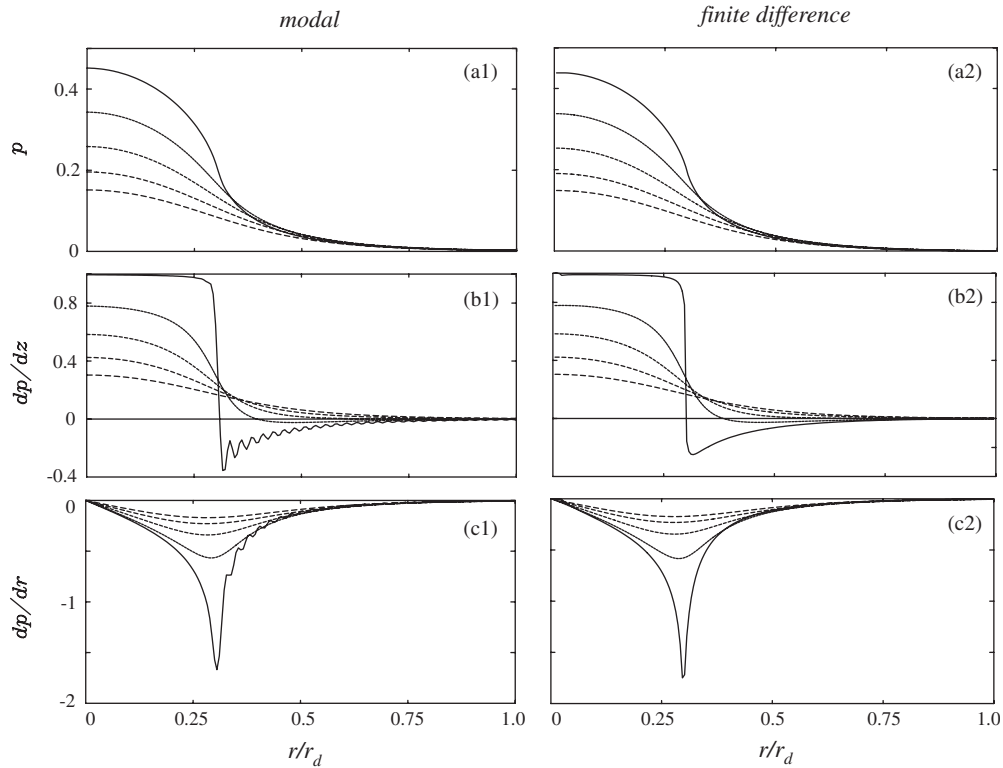 modal
finite difference
(a1)
(a2)
0.4
0.2
0
p
(b1)
(b2)
0.8
0.4
0
-0.4
dp/dz
(c1)
(c2)
0
-1
-2
dp/dr
0 0.25 0.5 0.75 1.0
0 0.25 0.5 0.75 1.0
r/r_d
r/r_d